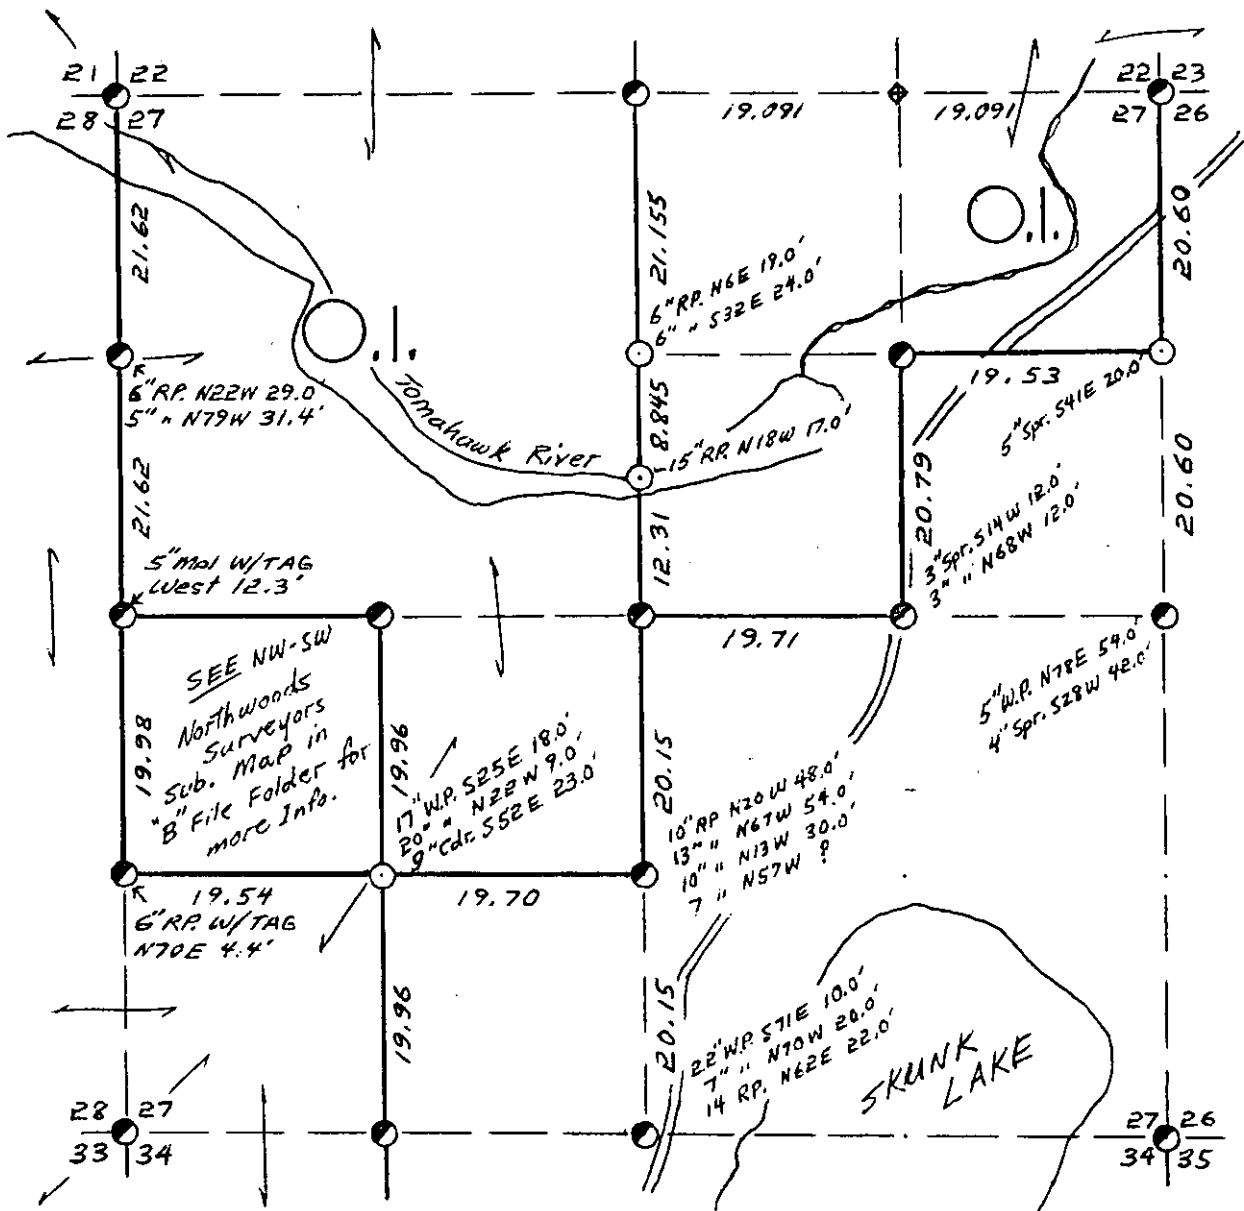 21 22
28 27
19.091
19.091
22 23
27 26
21.62
21.155
20.60
O.I.
6" RP. N6E 19.0'
6" " S32E 24.0'
O.I.
6" RP. N22W 29.0'
5" " N79W 31.4'
Tomahawk River
8.845
15" RP. N18W 17.0'
19.53
5" Spr. S41E 20.0'
21.62
12.31
20.79
20.60
3" Spr. S14W 12.0'
3" " N68W 12.0'
5" Mal W/TAG
West 12.3'
19.71
SEE NW-SW
Northwoods
Surveyors
Sub. Map in
"B" File Folder for
more Info.
5" W.P. N78E 54.0'
4" Spr. S28W 42.0'
19.98
19.96
17" W.P. S25E 18.0'
20" " N22W 9.0'
9" Cdr. S52E 23.0'
20.15
10" RP N20W 48.0'
13" " N67W 54.0'
10" " N13W 30.0'
7 " N57W ?
19.54
19.70
6" RP. W/TAG
N70E 4.4'
19.96
20.15
22" W.P. S71E 10.0'
7" " N70W 20.0'
14 RP. N62E 22.0'
SKUNK
LAKE
28 27
33 34
27 26
34 35